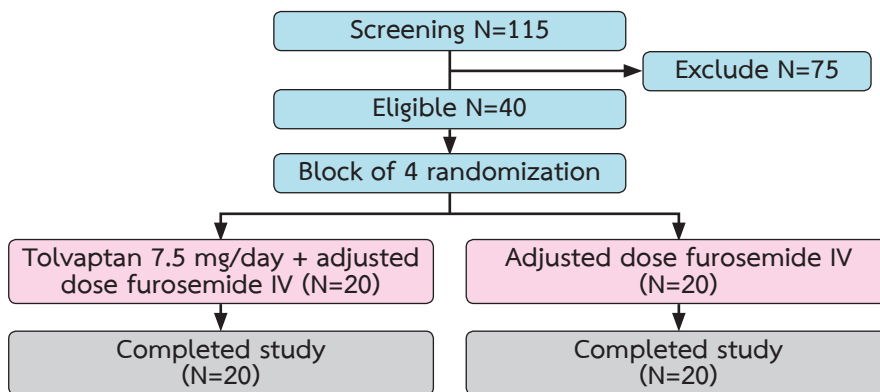 Screening N=115
Exclude N=75
Eligible N=40
Block of 4 randomization
Tolvaptan 7.5 mg/day + adjusted
dose furosemide IV (N=20)
Adjusted dose furosemide IV
(N=20)
Completed study
(N=20)
Completed study
(N=20)